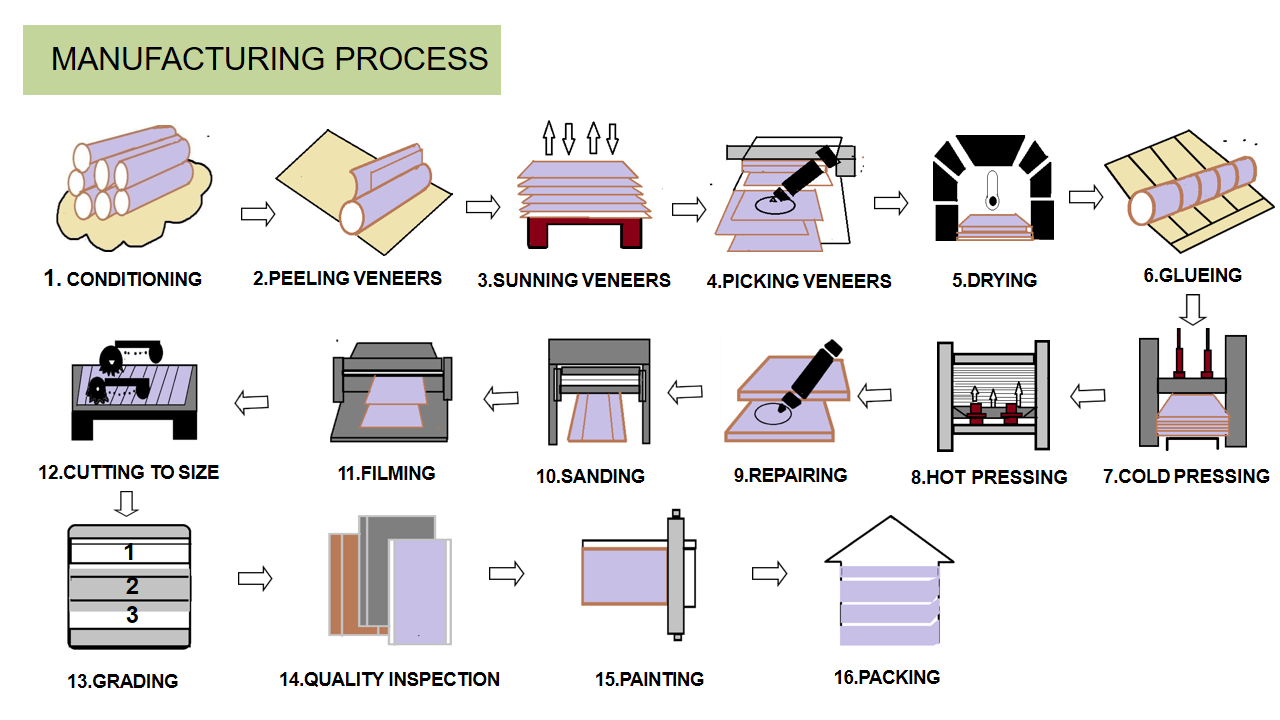 MANUFACTURING PROCESS
1. CONDITIONING
2.PEELING VENEERS
3.SUNNING VENEERS
4.PICKING VENEERS
5.DRYING
6.GLUEING
7.COLD PRESSING
8.HOT PRESSING
9.REPAIRING
10.SANDING
11.FILMING
12.CUTTING TO SIZE
1
2
3
13.GRADING
14.QUALITY INSPECTION
15.PAINTING
16.PACKING